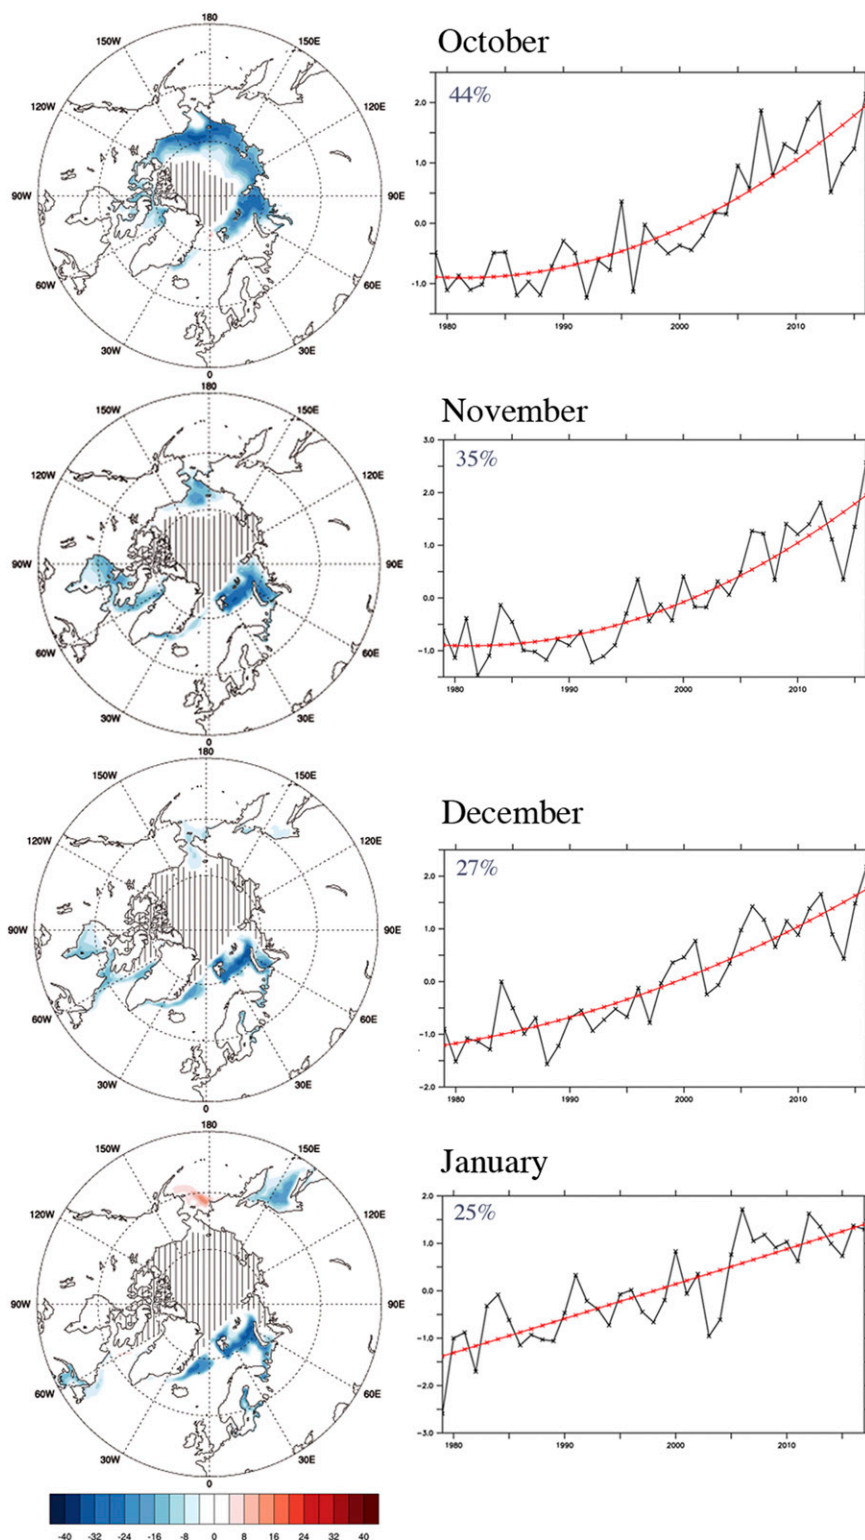 180
150W
150E
120W
120E
90W
90E
60W
60E
30W
30E
0
October
44%
2.0
1.0
0.0
-1.0
1980 1990 2000 2010
180
150W
150E
120W
120E
90W
90E
60W
60E
30W
30E
0
November
35%
3.0
2.0
1.0
0.0
-1.0
1980 1990 2000 2010
180
150W
150E
120W
120E
90W
90E
60W
60E
30W
30E
0
December
27%
2.0
1.0
0.0
-1.0
-2.0
1980 1990 2000 2010
180
150W
150E
120W
120E
90W
90E
60W
60E
30W
30E
0
January
25%
2.0
1.0
0.0
-1.0
-2.0
-3.0
1980 1990 2000 2010
-40 -32 -24 -16 -8 0 8 16 24 32 40